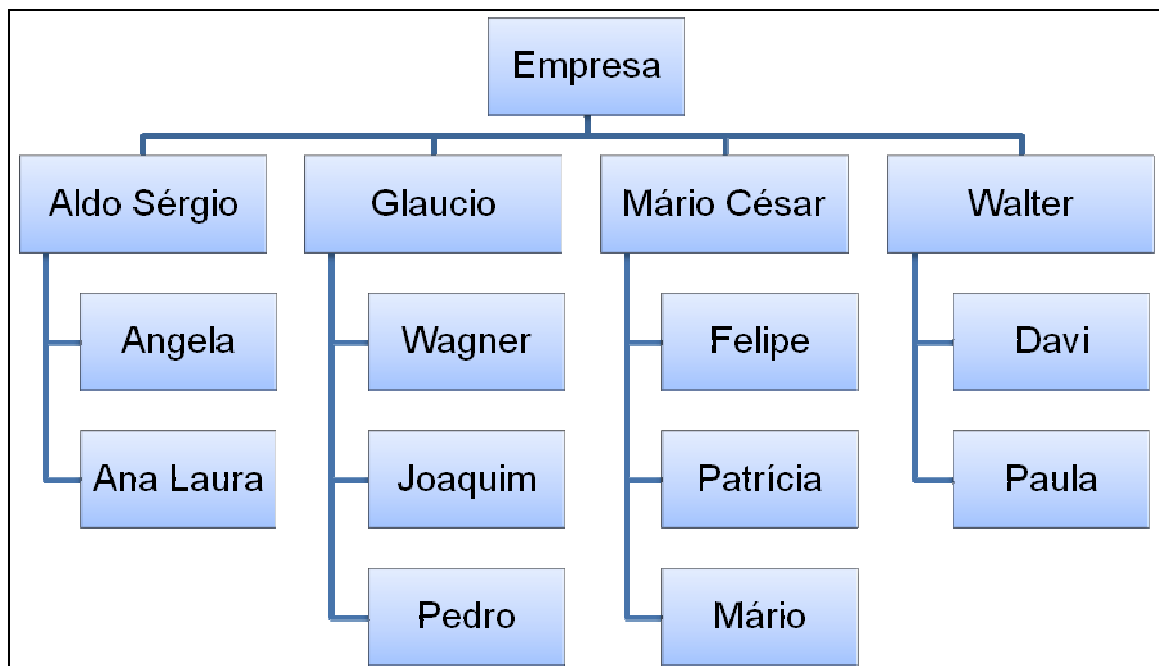 Empresa
Aldo Sérgio
Glaucio
Mário César
Walter
Angela
Wagner
Felipe
Davi
Ana Laura
Joaquim
Patrícia
Paula
Pedro
Mário